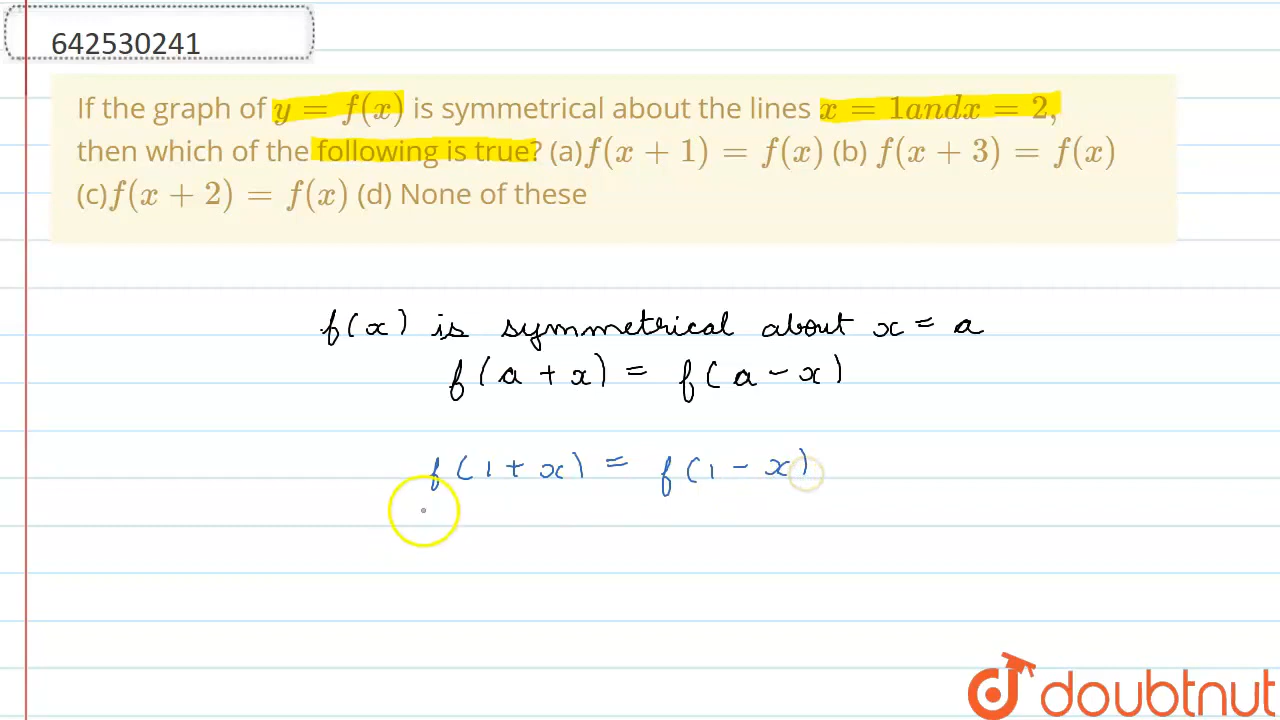 642530241
If the graph of y = f(x) is symmetrical about the lines x = 1andx = 2,
then which of the following is true? (a)f(x + 1) = f(x) (b) f(x + 3) = f(x)
(c)f(x + 2) = f(x) (d) None of these
f(x) is symmetrical about x = a
f(a + x) = f(a - x)
f(1 + x) = f(1 - x)
doubtnut